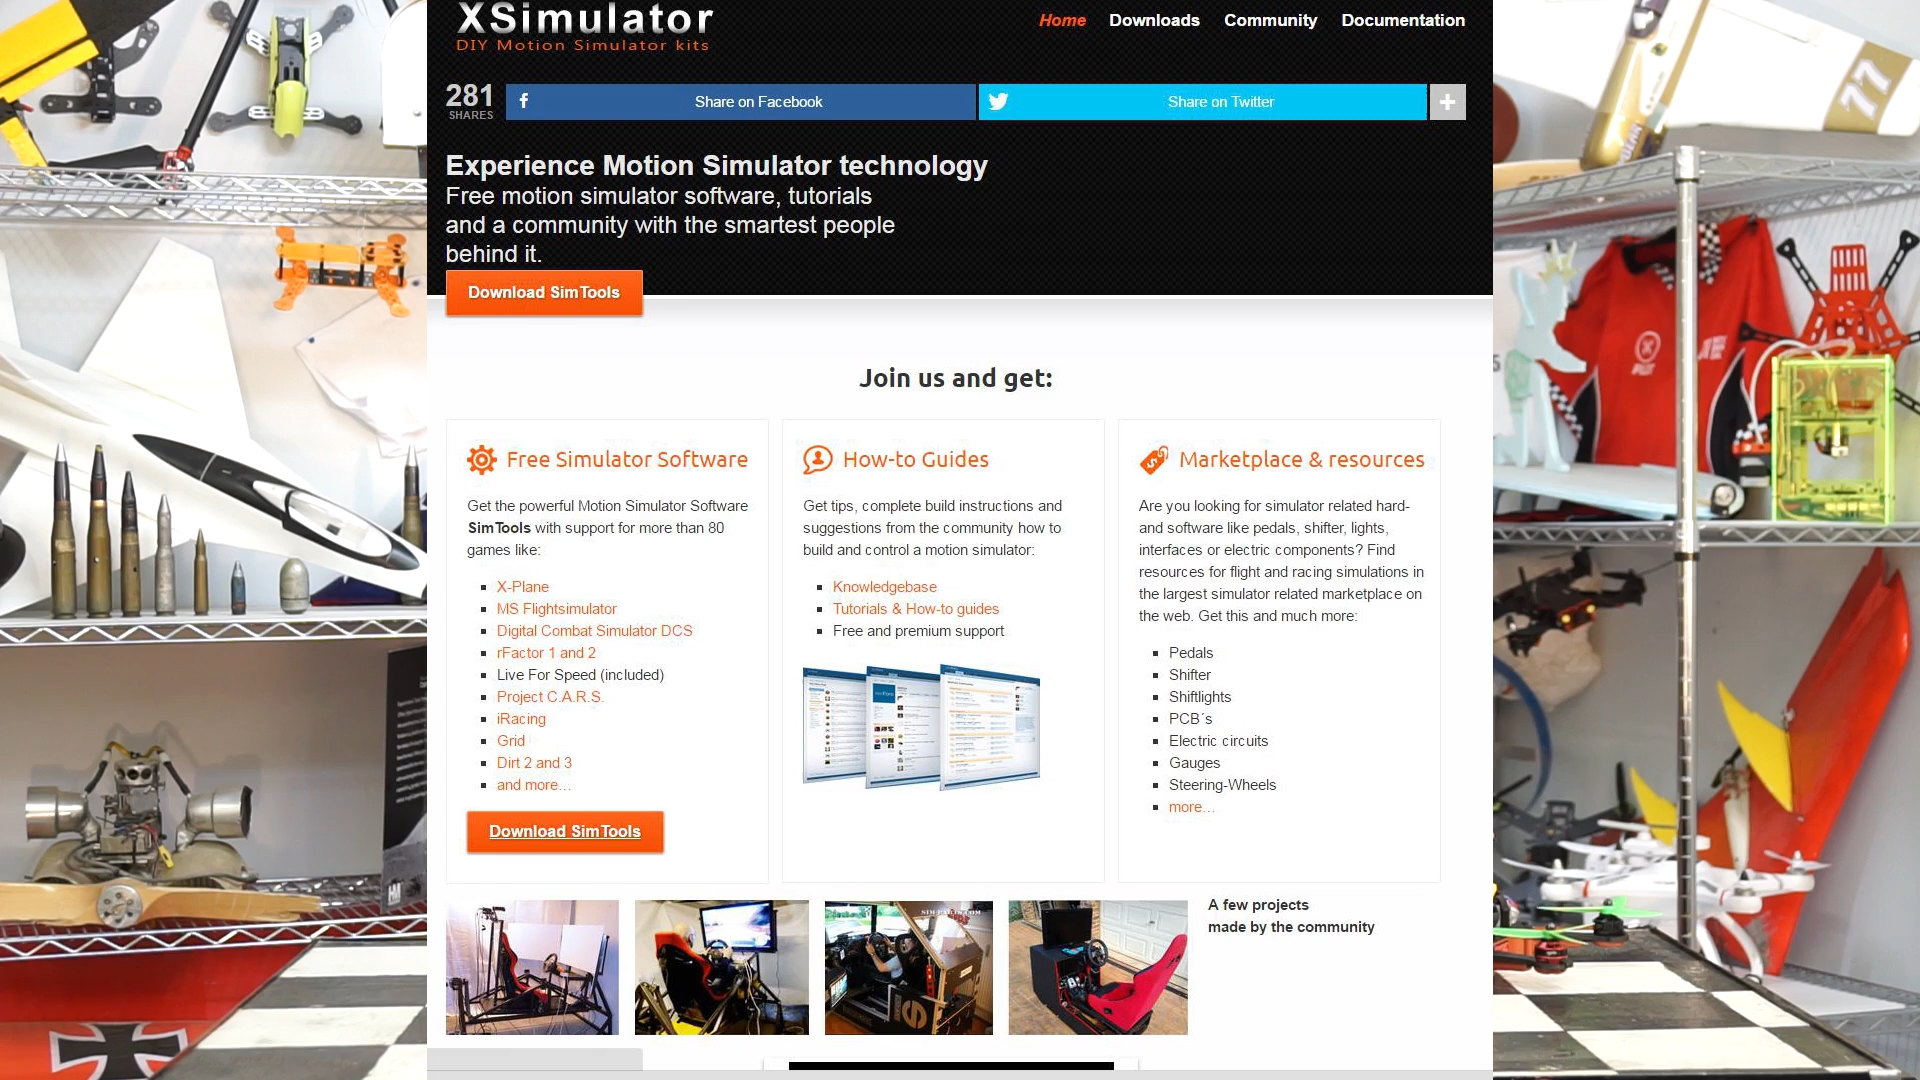 XSimulator
DIY Motion Simulator kits
Home Downloads Community Documentation
281
SHARES
Share on Facebook
Share on Twitter
Experience Motion Simulator technology
Free motion simulator software, tutorials
and a community with the smartest people
behind it.
Download SimTools
Join us and get:
Free Simulator Software
Get the powerful Motion Simulator Software
SimTools with support for more than 80
games like:
X-Plane
MS Flightsimulator
Digital Combat Simulator DCS
rFactor 1 and 2
Live For Speed (included)
Project C.A.R.S.
iRacing
Grid
Dirt 2 and 3
and more...
Download SimTools
How-to Guides
Get tips, complete build instructions and
suggestions from the community how to
build and control a motion simulator:
Knowledgebase
Tutorials & How-to guides
Free and premium support
Marketplace & resources
Are you looking for simulator related hard-
and software like pedals, shifter, lights,
interfaces or electric components? Find
resources for flight and racing simulations in
the largest simulator related marketplace on
the web. Get this and much more:
Pedals
Shifter
Shiftlights
PCB´s
Electric circuits
Gauges
Steering-Wheels
more...
A few projects
made by the community
77